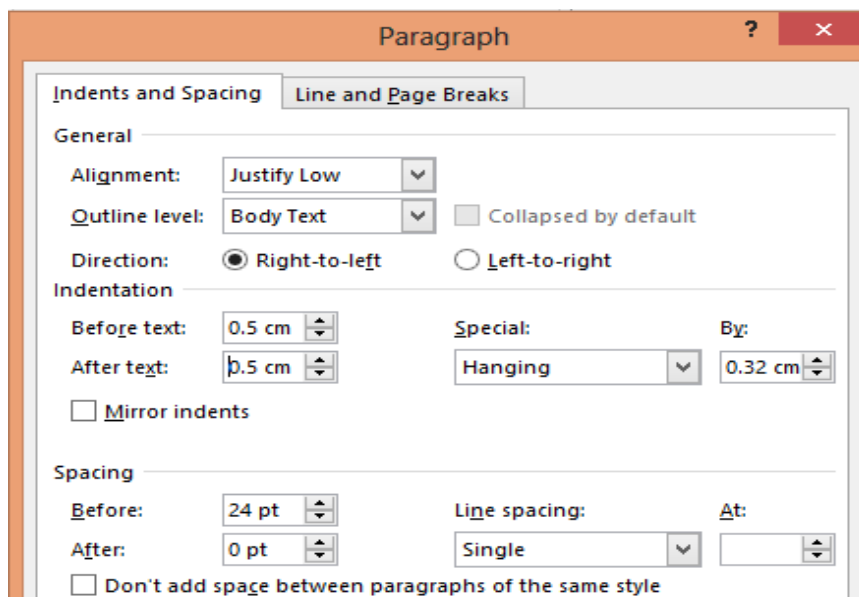 Paragraph ? ×
Indents and Spacing Line and Page Breaks
General
Alignment: Justify Low
Outline level: Body Text Collapsed by default
Direction: Right-to-left Left-to-right
Indentation
Before text: 0.5 cm Special: By:
After text: 0.5 cm Hanging 0.32 cm
Mirror indents
Spacing
Before: 24 pt Line spacing: At:
After: 0 pt Single
Don't add space between paragraphs of the same style